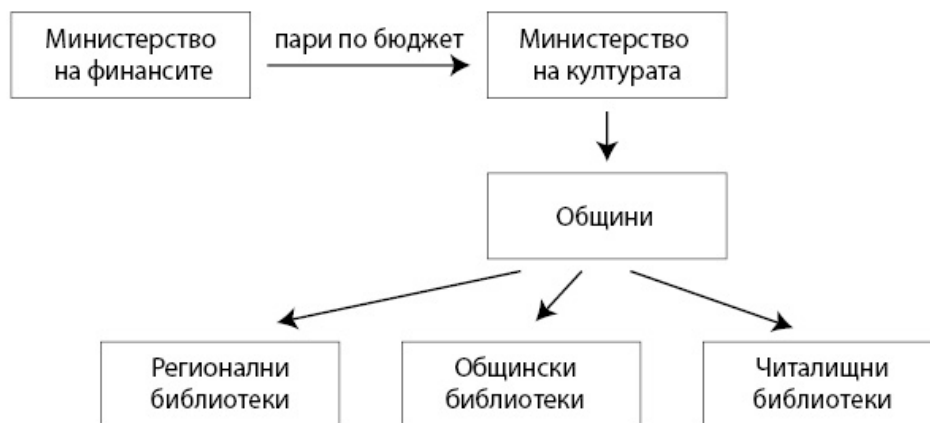 Министерство
на финансите
пари по бюджет
Министерство
на културата
Общини
Регионални
библиотеки
Общински
библиотеки
Читалищни
библиотеки